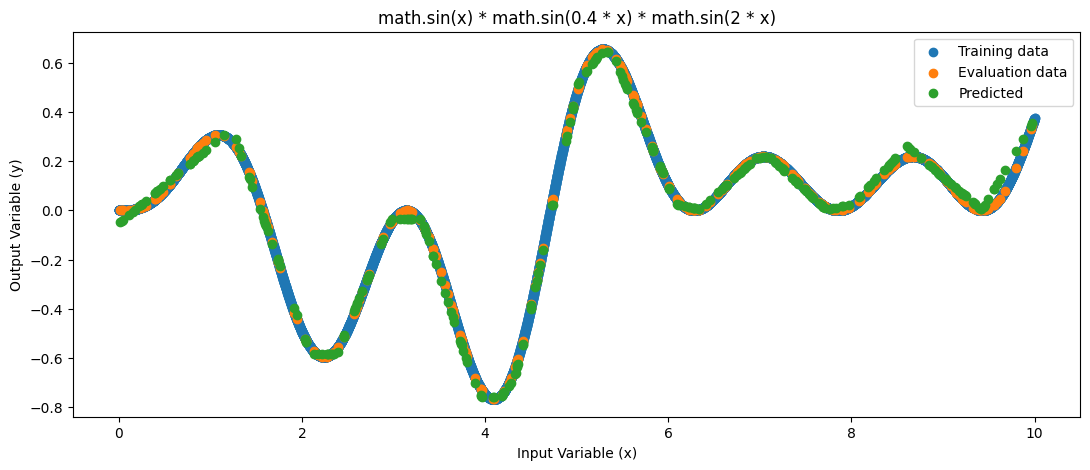 math.sin(x) * math.sin(0.4 * x) * math.sin(2 * x)
Training data
Evaluation data
Predicted
Output Variable (y)
0.6
0.4
0.2
0.0
−0.2
−0.4
−0.6
−0.8
0 2 4 6 8 10
Input Variable (x)